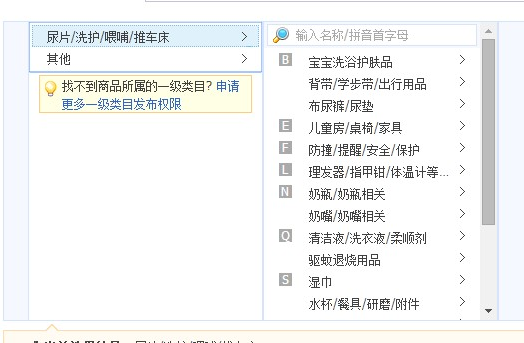 尿片/洗护/喂哺/推车床
其他
找不到商品所属的一级类目? 申请
更多一级类目发布权限
输入名称/拼音首字母
B 宝宝洗浴护肤品
背带/学步带/出行用品
布尿裤/尿垫
E 儿童房/桌椅/家具
F 防撞/提醒/安全/保护
L 理发器/指甲钳/体温计等...
N 奶瓶/奶瓶相关
奶嘴/奶嘴相关
Q 清洁液/洗衣液/柔顺剂
驱蚊退烧用品
S 湿巾
水杯/餐具/研磨/附件